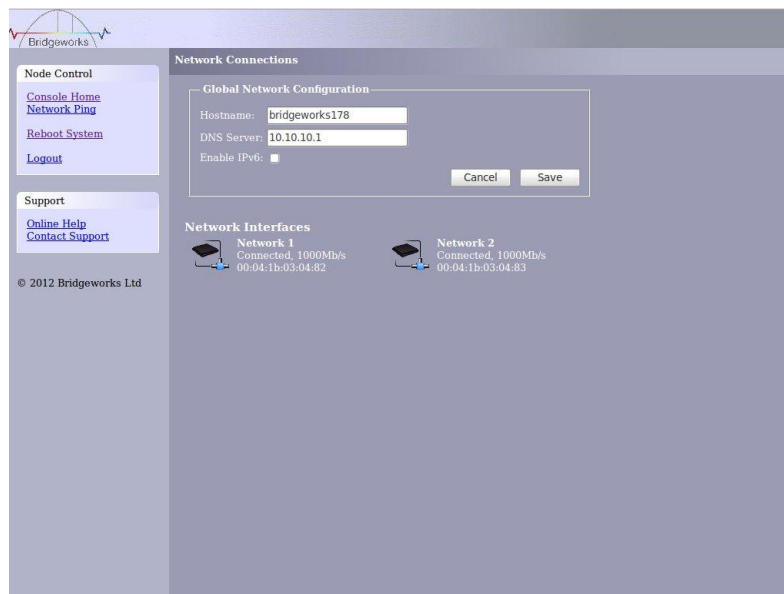 Bridgeworks
Node Control
Console Home
Network Ping
Reboot System
Logout
Support
Online Help
Contact Support
© 2012 Bridgeworks Ltd
Network Connections
Global Network Configuration
Hostname: bridgeworks178
DNS Server: 10.10.10.1
Enable IPv6:
Cancel Save
Network Interfaces
Network 1
Connected, 1000Mb/s
00:04:1b:03:04:82
Network 2
Connected, 1000Mb/s
00:04:1b:03:04:83